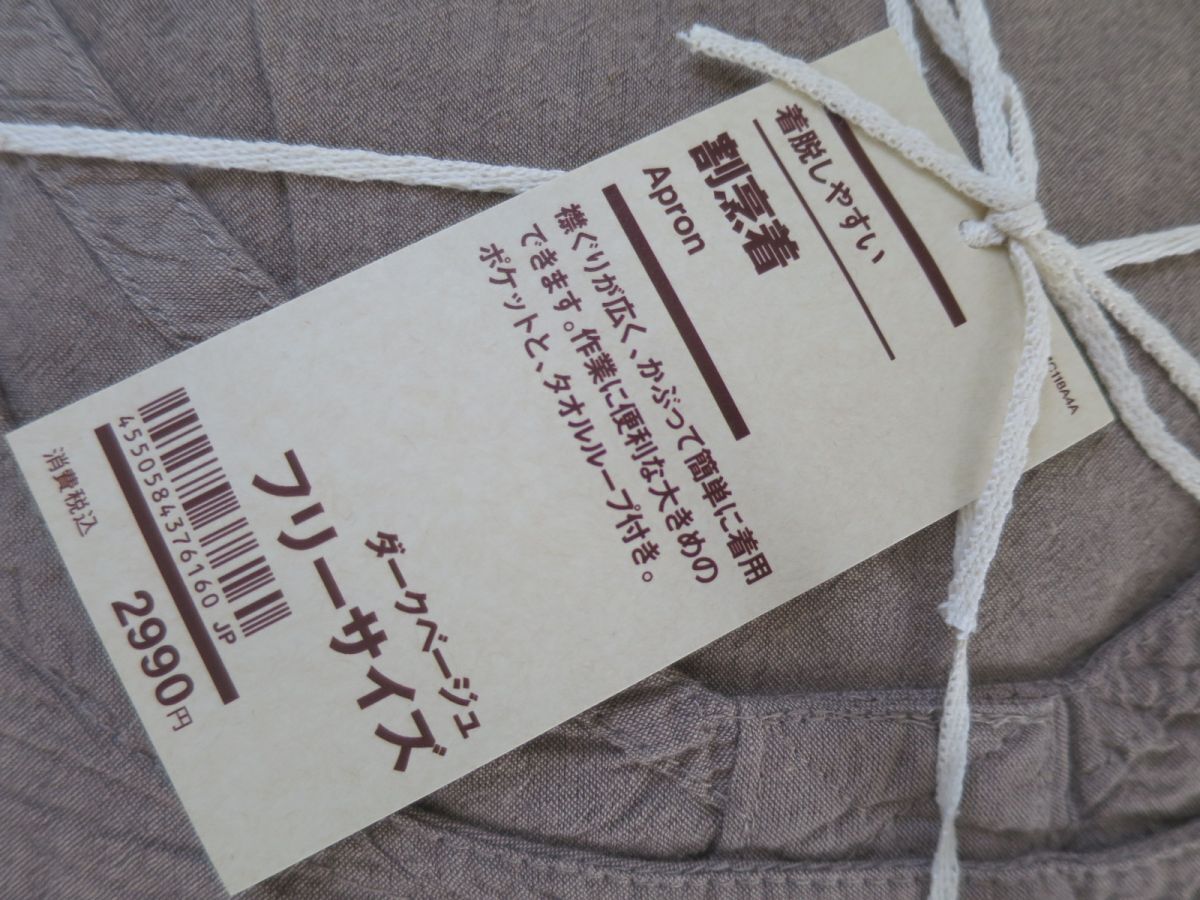 着脱しやすい
割烹着
Apron
襟ぐりが広く、かぶって簡単に着用
できます。作業に便利な大きめの
ポケットと、タオルループ付き。
ダークベージュ
フリーサイズ
4550584376160 JP
消費税込
2990円